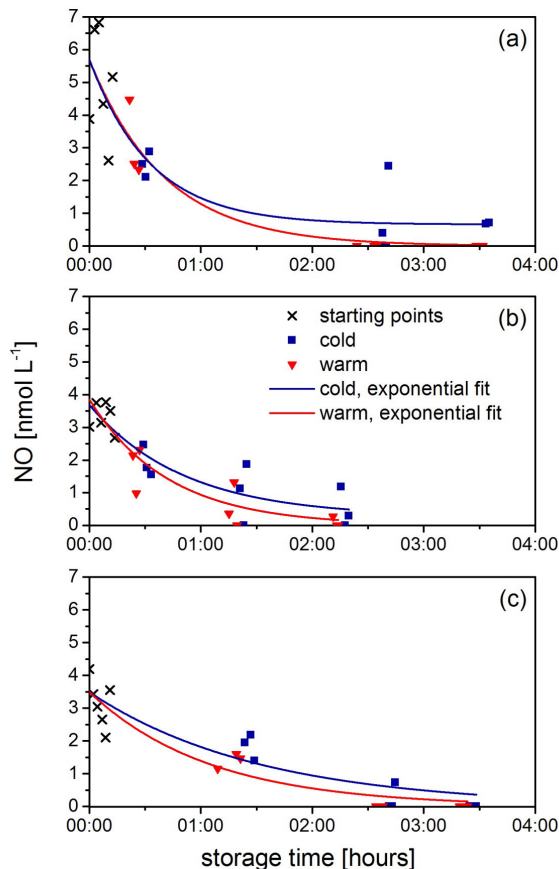 7
6
5
4
3
2
1
0
(a)
00:00 01:00 02:00 03:00 04:00
NO [nmol L⁻¹]
7
6
5
4
3
2
1
0
(b)
starting points
cold
warm
cold, exponential fit
warm, exponential fit
00:00 01:00 02:00 03:00 04:00
7
6
5
4
3
2
1
0
(c)
00:00 01:00 02:00 03:00 04:00
storage time [hours]